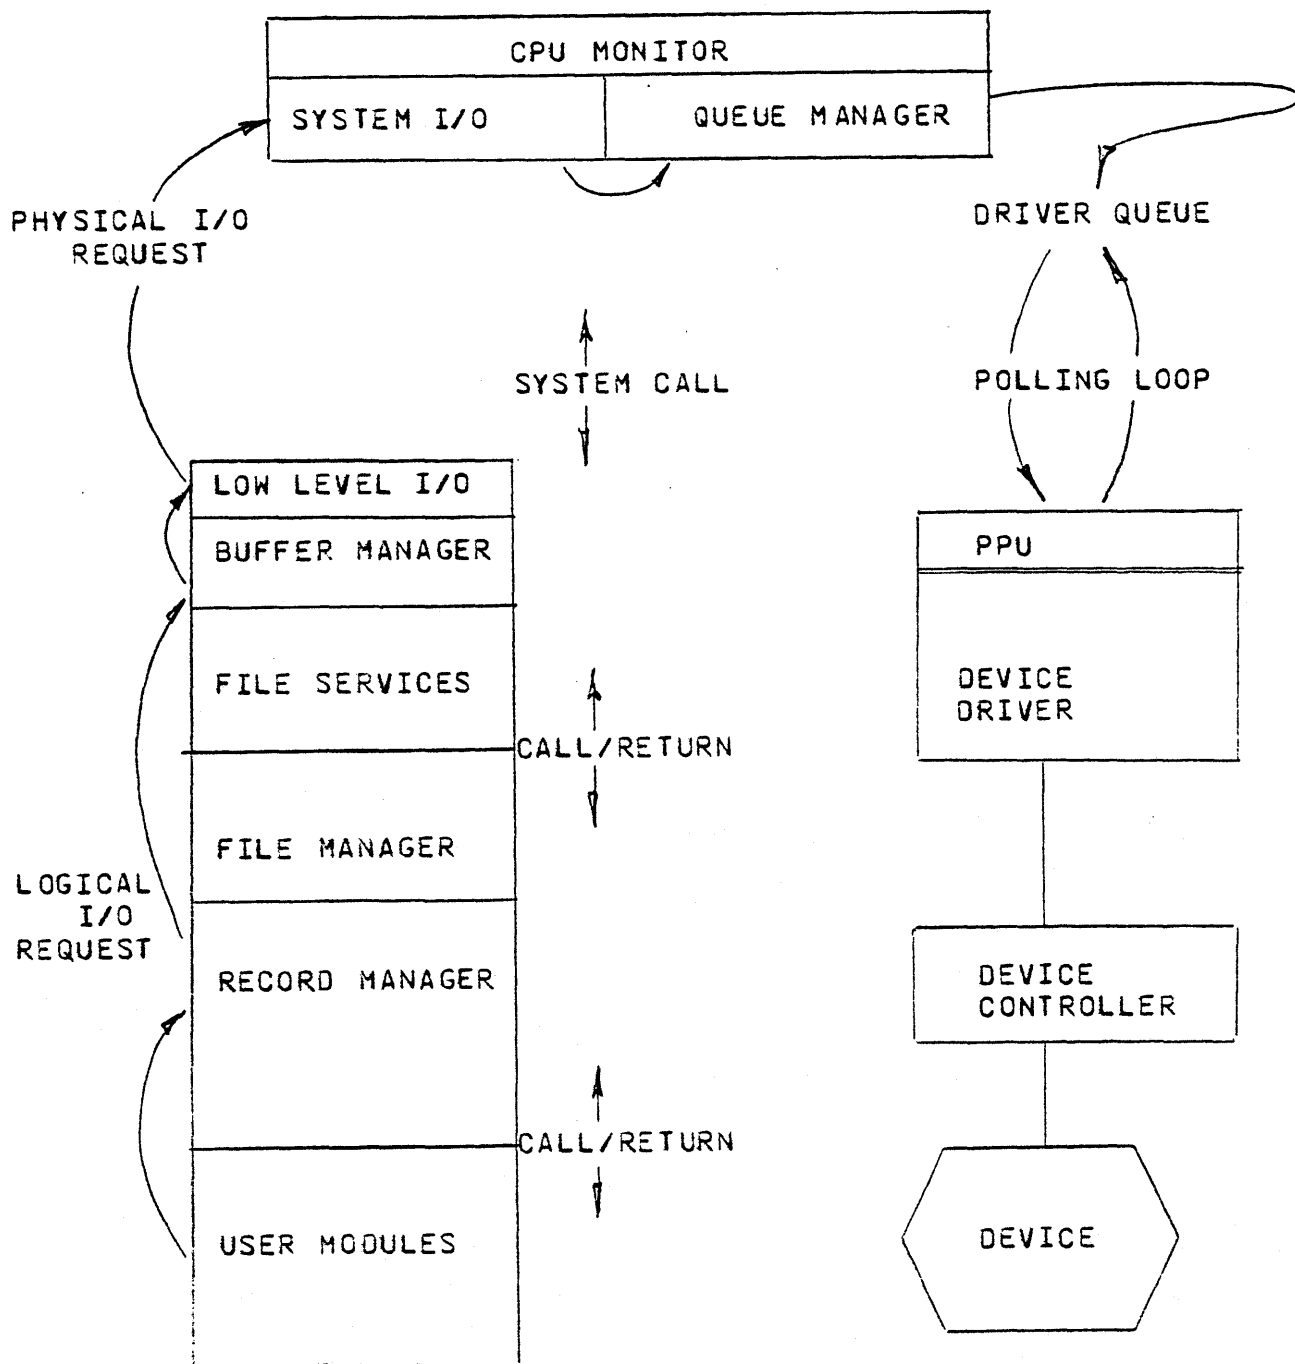 CPU MONITOR
SYSTEM I/O
QUEUE MANAGER
PHYSICAL I/O
REQUEST
DRIVER QUEUE
SYSTEM CALL
POLLING LOOP
LOW LEVEL I/O
BUFFER MANAGER
PPU
FILE SERVICES
DEVICE
DRIVER
CALL/RETURN
FILE MANAGER
LOGICAL
I/O
REQUEST
RECORD MANAGER
DEVICE
CONTROLLER
CALL/RETURN
USER MODULES
DEVICE